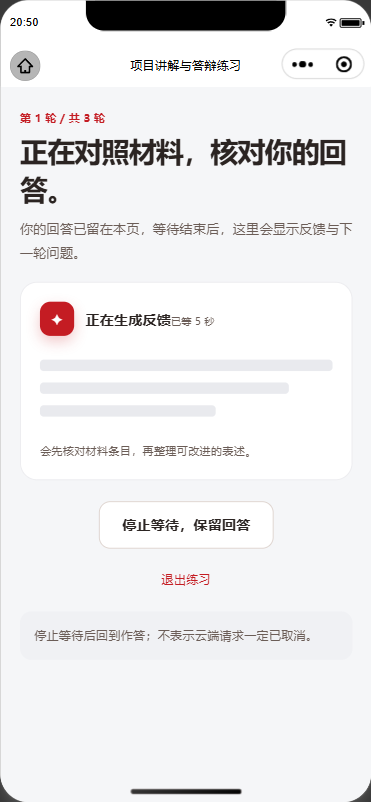 20:50
项目讲解与答辩练习
第 1 轮 / 共 3 轮
正在对照材料，核对你的回
答。
你的回答已留在本页，等待结束后，这里会显示反馈与下
一轮问题。
正在生成反馈已等 5 秒
会先核对材料条目，再整理可改进的表述。
停止等待，保留回答
退出练习
停止等待后回到作答；不表示云端请求一定已取消。